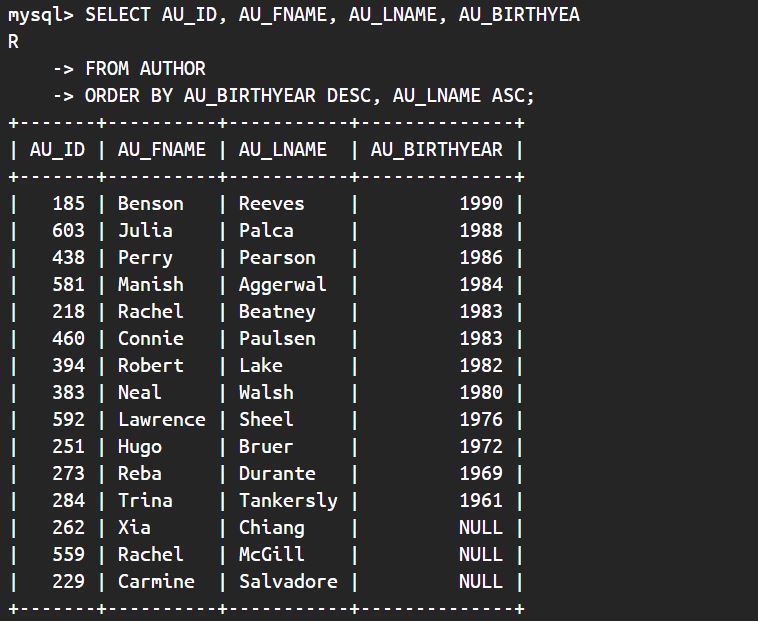 mysql> SELECT AU_ID, AU_FNAME, AU_LNAME, AU_BIRTHYEA
R
    -> FROM AUTHOR
    -> ORDER BY AU_BIRTHYEAR DESC, AU_LNAME ASC;
+-------+----------+-----------+--------------+
| AU_ID | AU_FNAME | AU_LNAME  | AU_BIRTHYEAR |
+-------+----------+-----------+--------------+
|   185 | Benson   | Reeves    |         1990 |
|   603 | Julia    | Palca     |         1988 |
|   438 | Perry    | Pearson   |         1986 |
|   581 | Manish   | Aggerwal  |         1984 |
|   218 | Rachel   | Beatney   |         1983 |
|   460 | Connie   | Paulsen   |         1983 |
|   394 | Robert   | Lake      |         1982 |
|   383 | Neal     | Walsh     |         1980 |
|   592 | Lawrence | Sheel     |         1976 |
|   251 | Hugo     | Bruer     |         1972 |
|   273 | Reba     | Durante   |         1969 |
|   284 | Trina    | Tankersly |         1961 |
|   262 | Xia      | Chiang    |         NULL |
|   559 | Rachel   | McGill    |         NULL |
|   229 | Carmine  | Salvadore |         NULL |
+-------+----------+-----------+--------------+